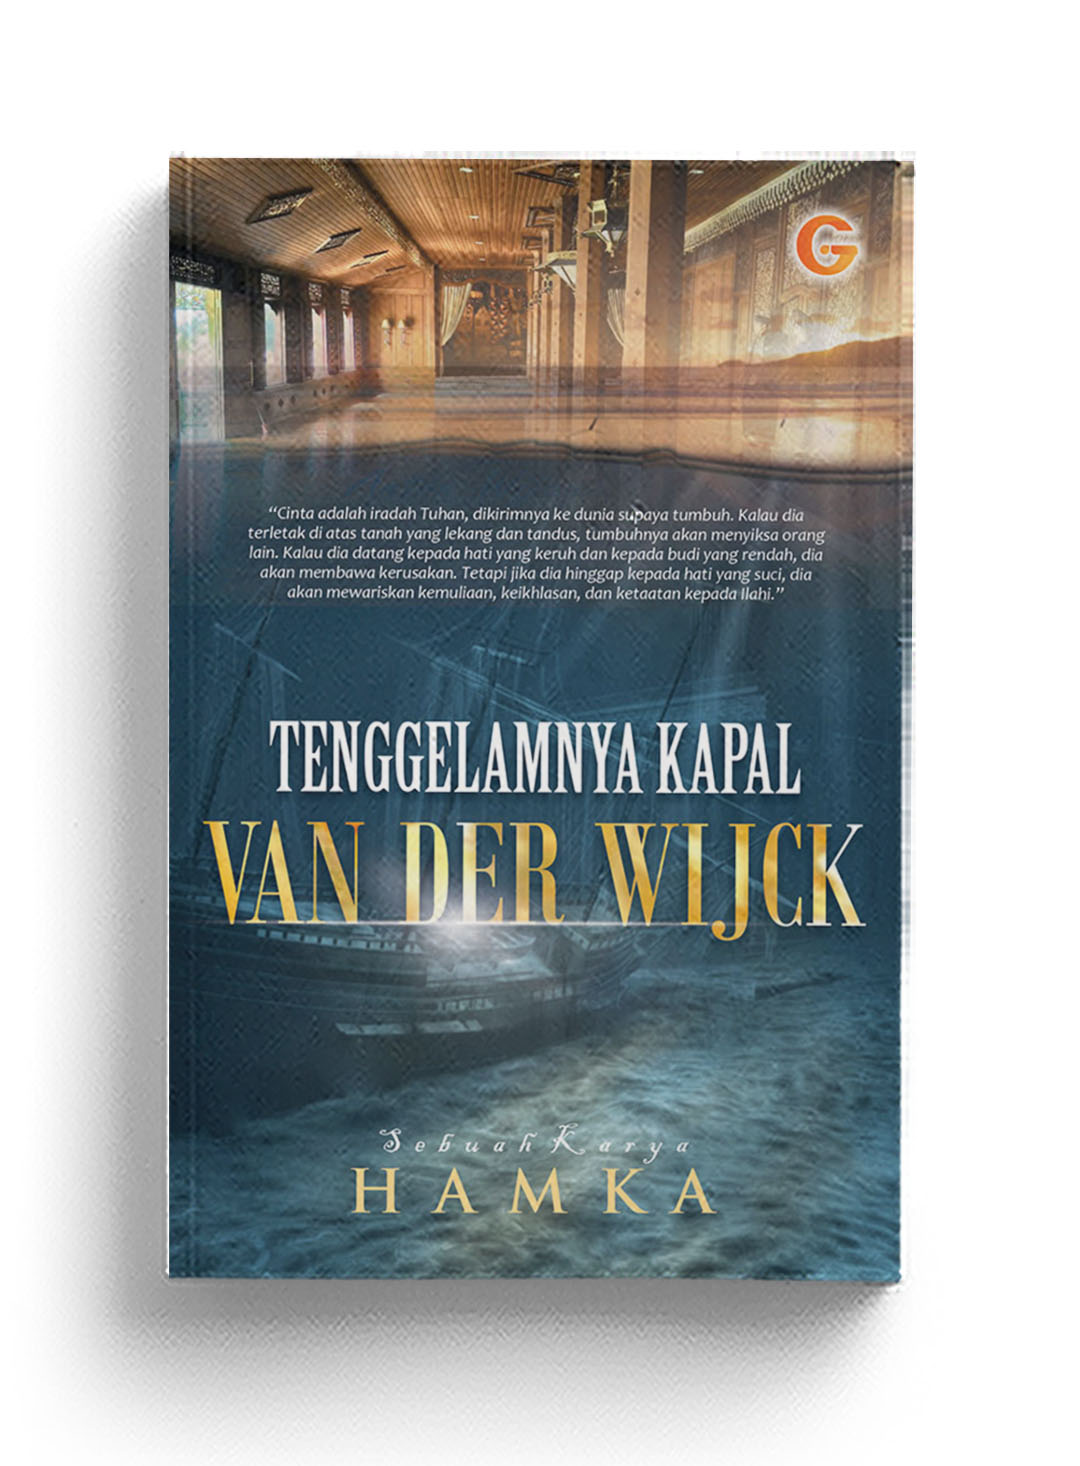 G
“Cinta adalah iradah Tuhan, dikirimnya ke dunia supaya tumbuh. Kalau dia
terletak di atas tanah yang lekang dan tandus, tumbuhnya akan menyiksa orang
lain. Kalau dia datang kepada hati yang keruh dan kepada budi yang rendah, dia
akan membawa kerusakan. Tetapi jika dia hinggap kepada hati yang suci, dia
akan mewariskan kemuliaan, keikhlasan, dan ketaatan kepada Ilahi.”
TENGGELAMNYA KAPAL
VAN DER WIJCK
Sebuah Karya
HAMKA